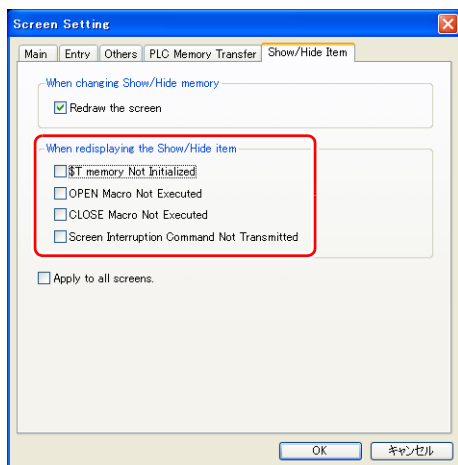 Screen Setting
Main Entry Others PLC Memory Transfer Show/Hide Item
When changing Show/Hide memory
Redraw the screen
When redisplaying the Show/Hide item
$T memory Not Initialized
OPEN Macro Not Executed
CLOSE Macro Not Executed
Screen Interruption Command Not Transmitted
Apply to all screens.
OK キャンセル